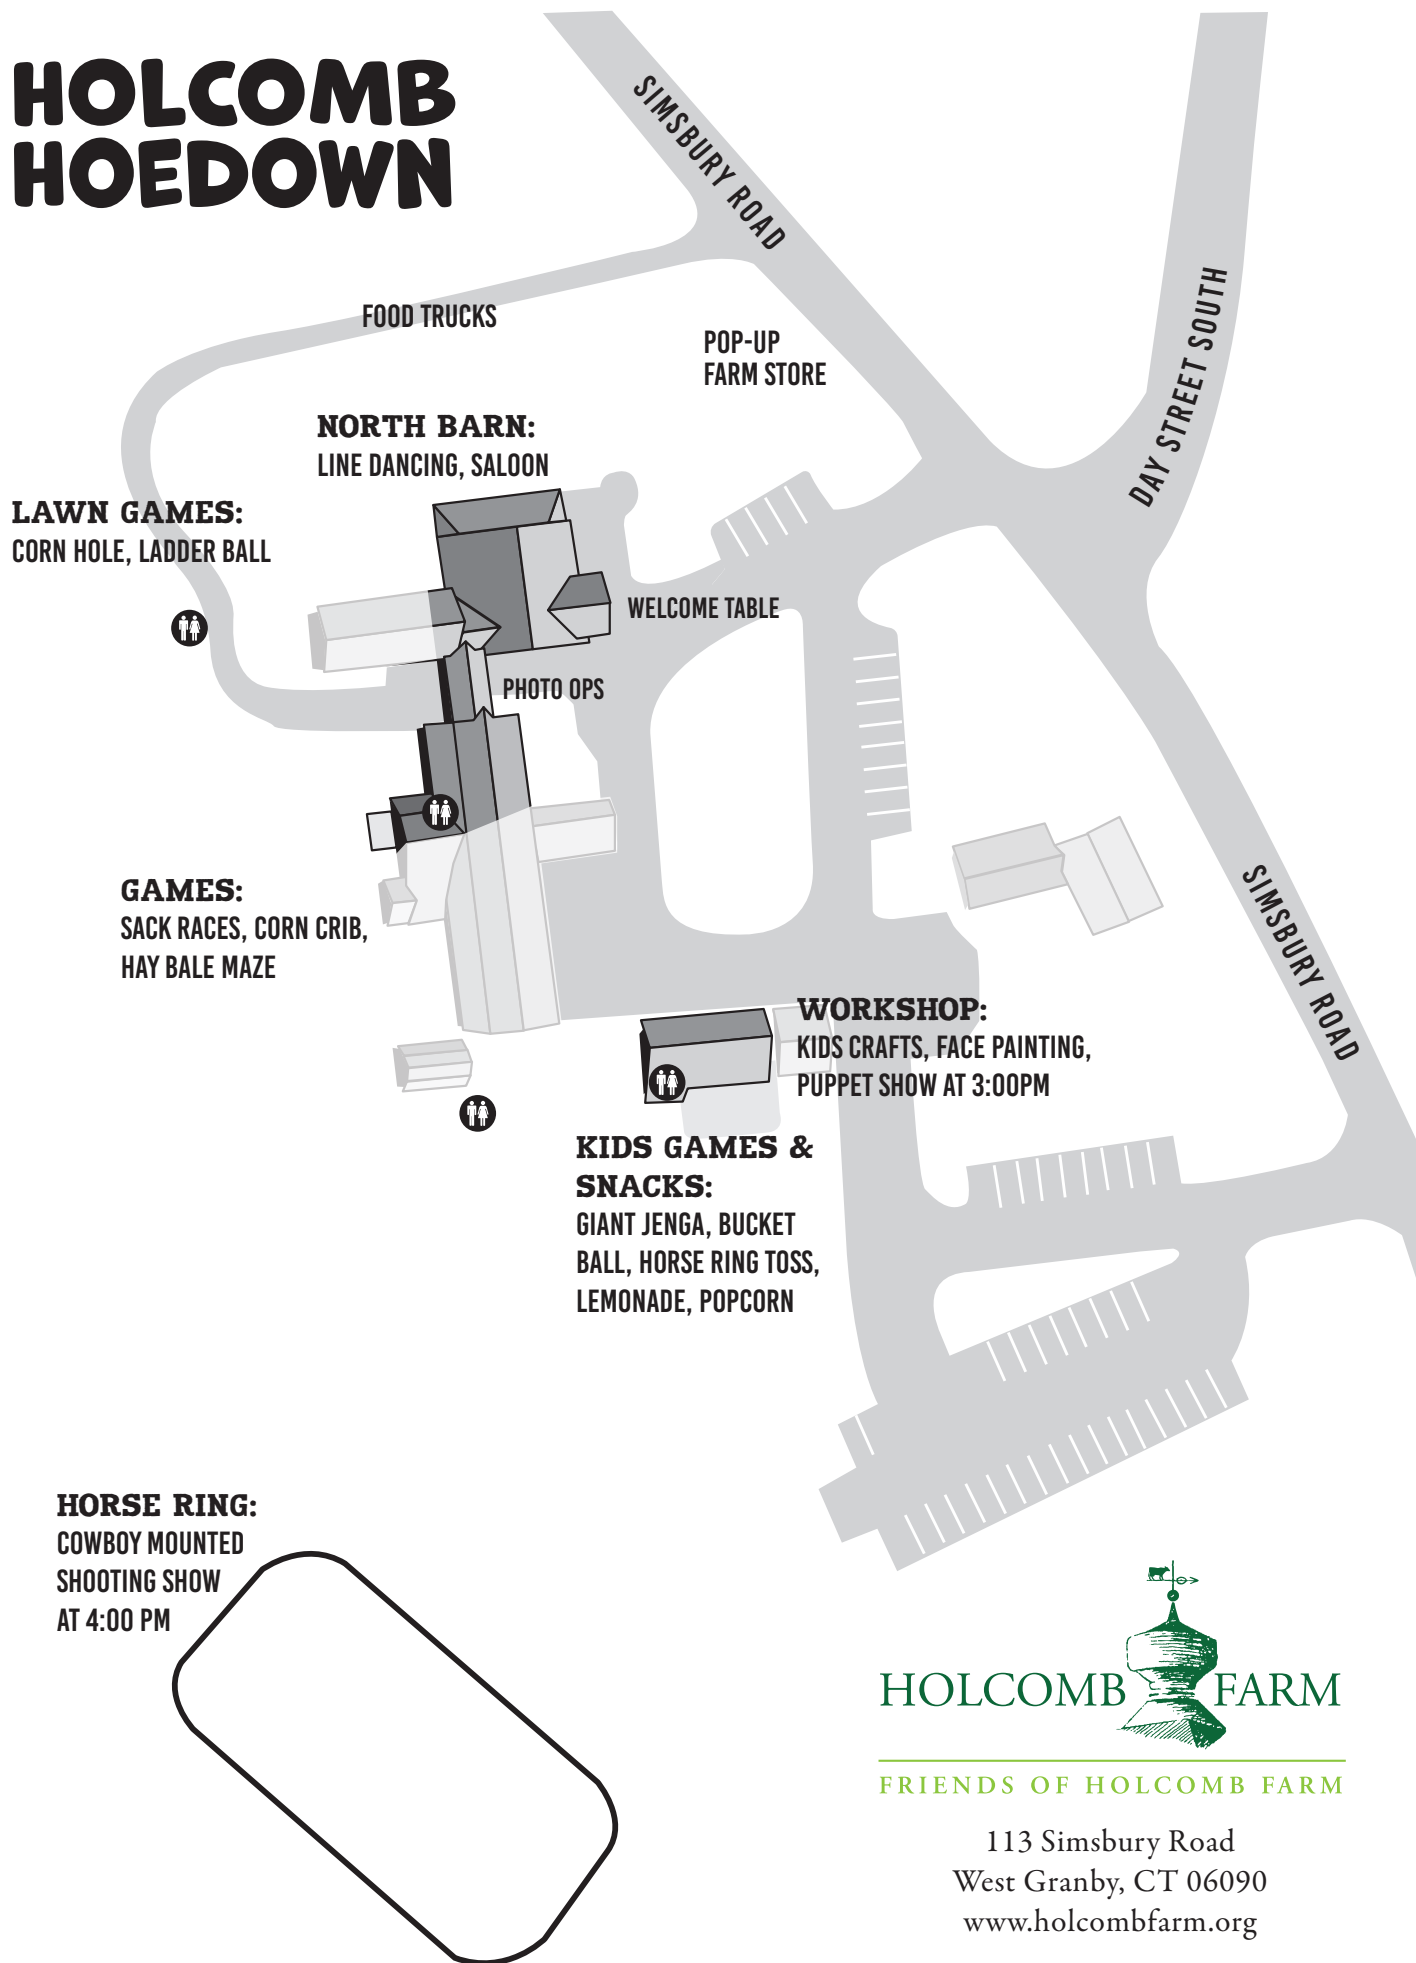 HOLCOMB
HOEDOWN
SIMSBURY ROAD
DAY STREET SOUTH
FOOD TRUCKS
POP-UP
FARM STORE
NORTH BARN:
LINE DANCING, SALOON
LAWN GAMES:
CORN HOLE, LADDER BALL
WELCOME TABLE
PHOTO OPS
GAMES:
SACK RACES, CORN CRIB,
HAY BALE MAZE
SIMSBURY ROAD
WORKSHOP:
KIDS CRAFTS, FACE PAINTING,
PUPPET SHOW AT 3:00PM
KIDS GAMES &
SNACKS:
GIANT JENGA, BUCKET
BALL, HORSE RING TOSS,
LEMONADE, POPCORN
HORSE RING:
COWBOY MOUNTED
SHOOTING SHOW
AT 4:00 PM
HOLCOMB FARM
FRIENDS OF HOLCOMB FARM
113 Simsbury Road
West Granby, CT 06090
www.holcombfarm.org